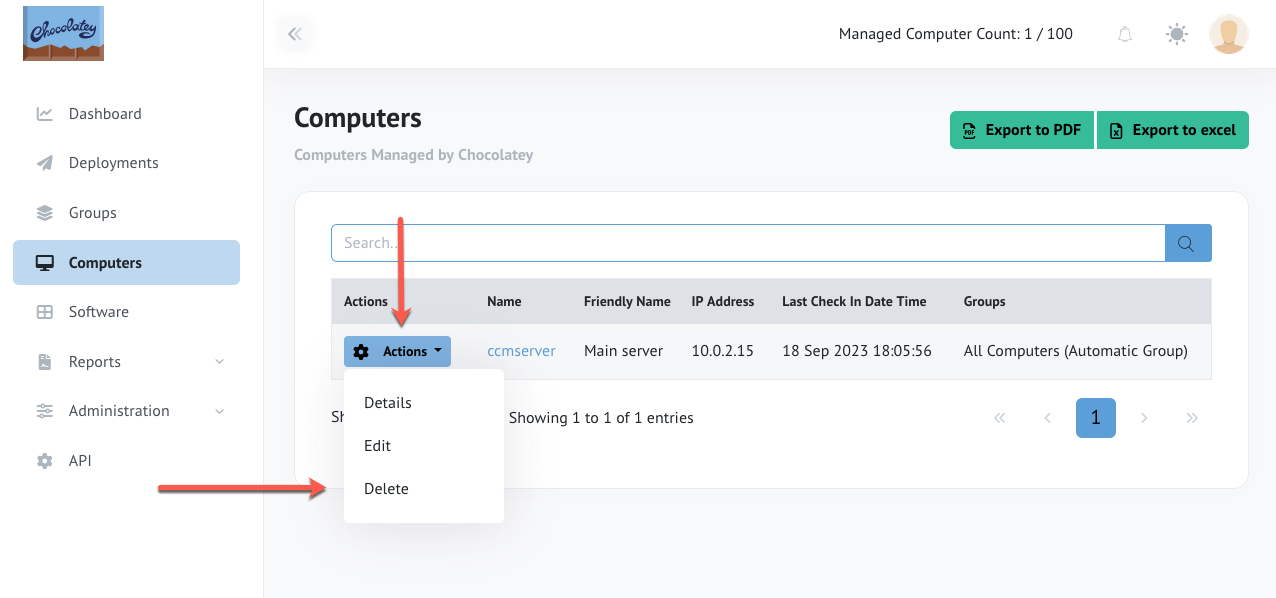 Chocolatey
Managed Computer Count: 1 / 100
Dashboard
Deployments
Groups
Computers
Software
Reports
Administration
API
Computers
Computers Managed by Chocolatey
PDF Export to PDF
Export to excel
Search..
Actions Name Friendly Name IP Address Last Check In Date Time Groups
Actions ccmserver Main server 10.0.2.15 18 Sep 2023 18:05:56 All Computers (Automatic Group)
Details
Edit
Delete
Showing 1 to 1 of 1 entries
1